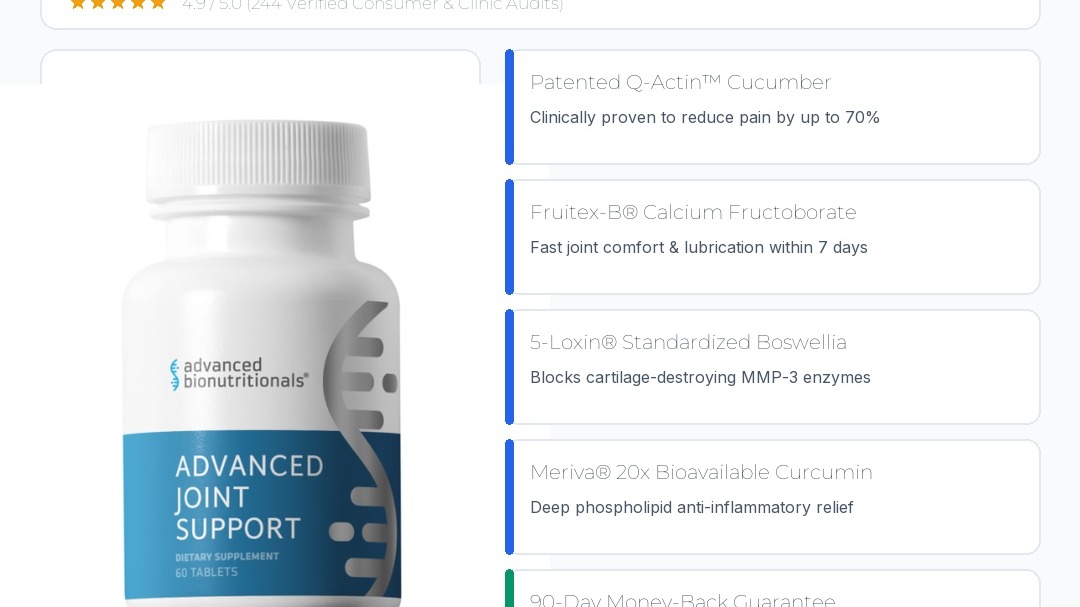 4.9 / 5.0 (244 Verified Consumer & Clinic Audits)
Patented Q-Actin™ Cucumber
Clinically proven to reduce pain by up to 70%
Fruitex-B® Calcium Fructoborate
Fast joint comfort & lubrication within 7 days
5-Loxin® Standardized Boswellia
Blocks cartilage-destroying MMP-3 enzymes
Meriva® 20x Bioavailable Curcumin
Deep phospholipid anti-inflammatory relief
90-Day Money-Back Guarantee
advanced
bionutritionals®
ADVANCED
JOINT
SUPPORT
DIETARY SUPPLEMENT
60 TABLETS